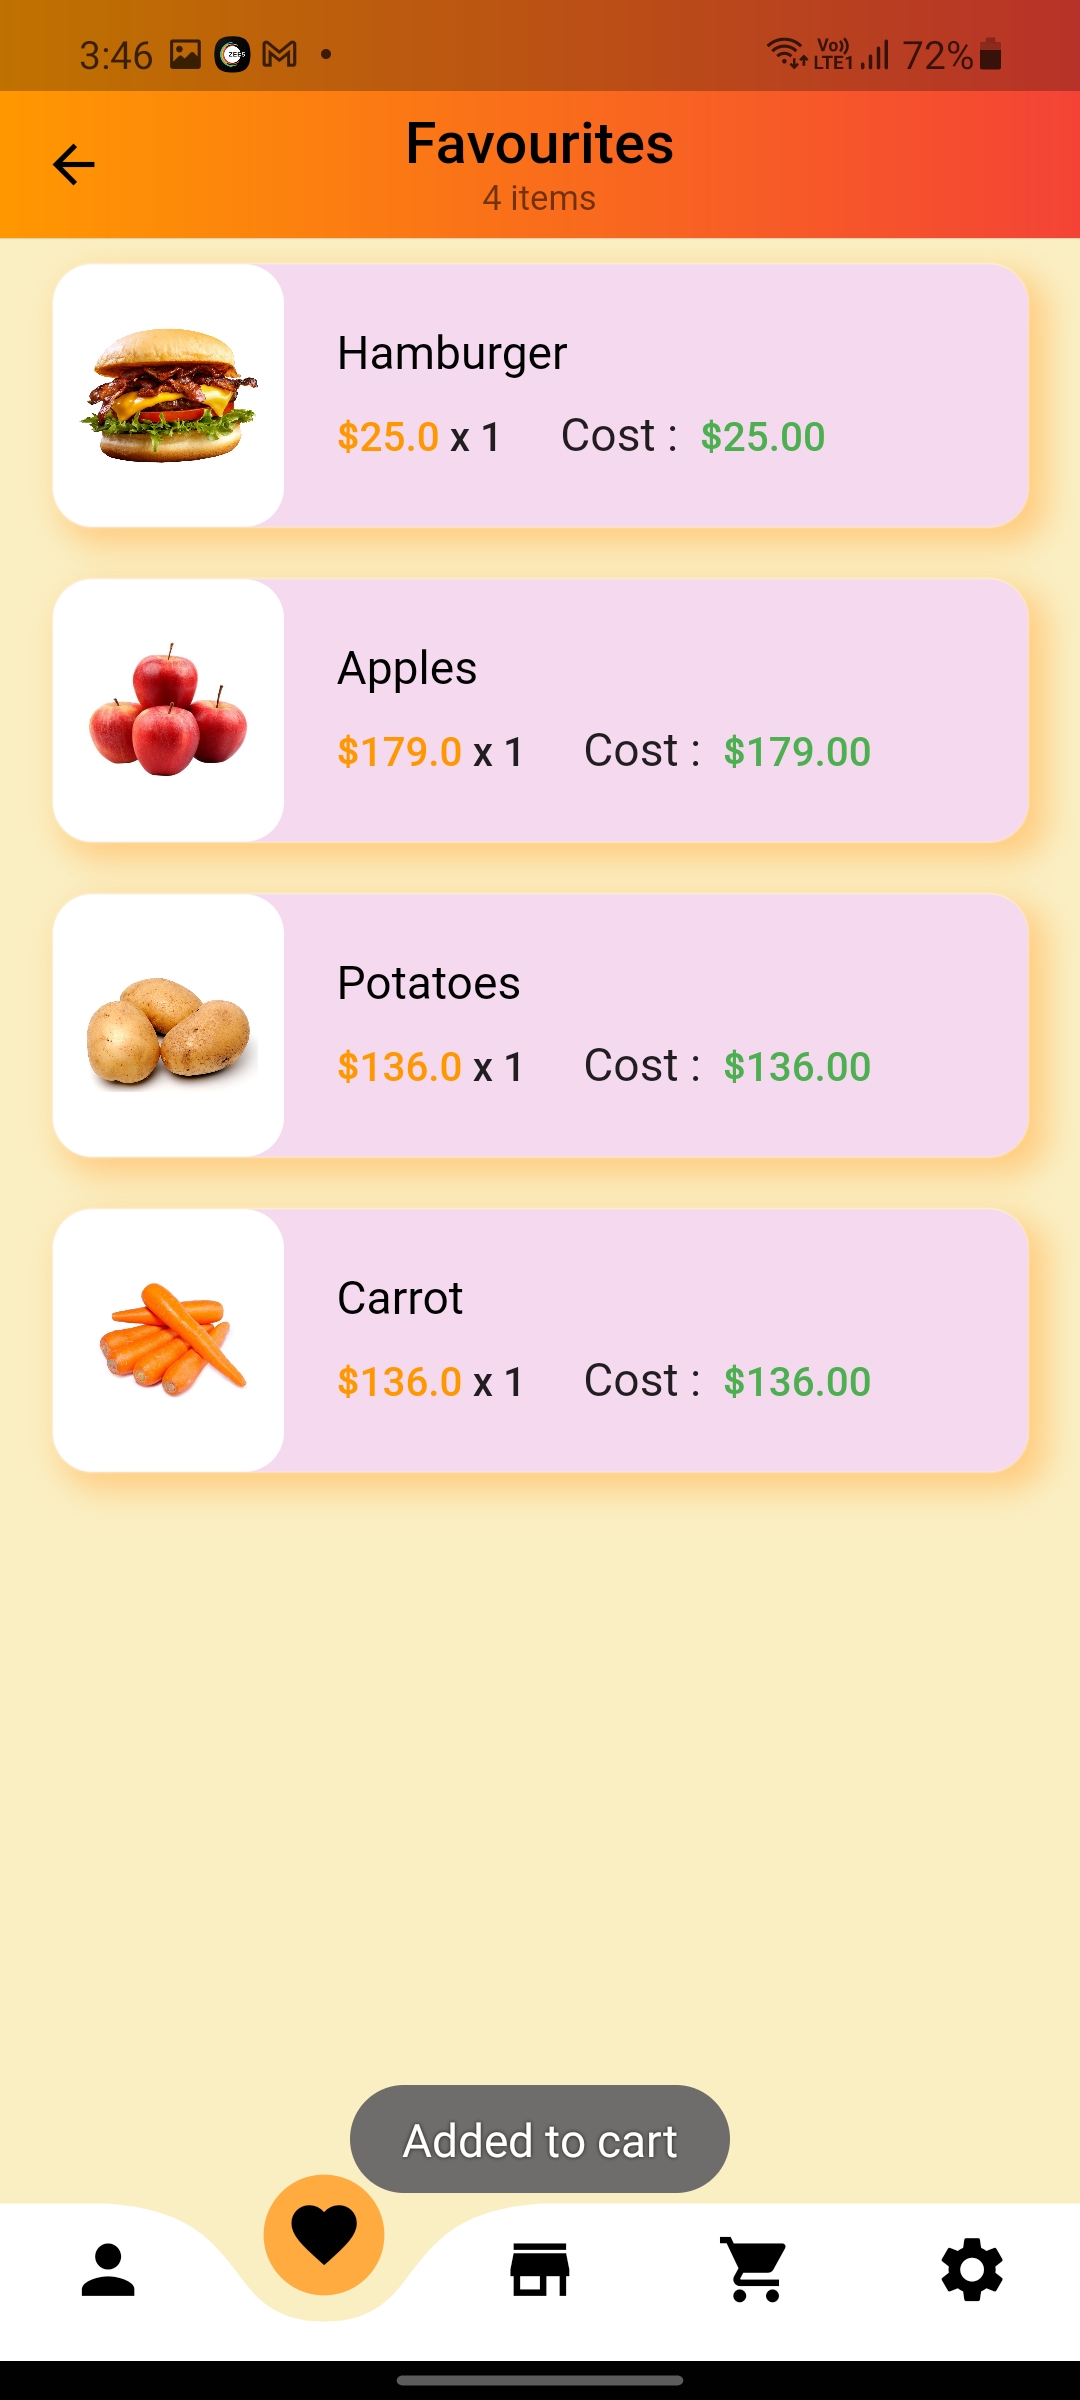 3:46 ZEE5 Vo)) LTE1 72%
Favourites
4 items
Hamburger
$25.0 x 1 Cost : $25.00
Apples
$179.0 x 1 Cost : $179.00
Potatoes
$136.0 x 1 Cost : $136.00
Carrot
$136.0 x 1 Cost : $136.00
Added to cart